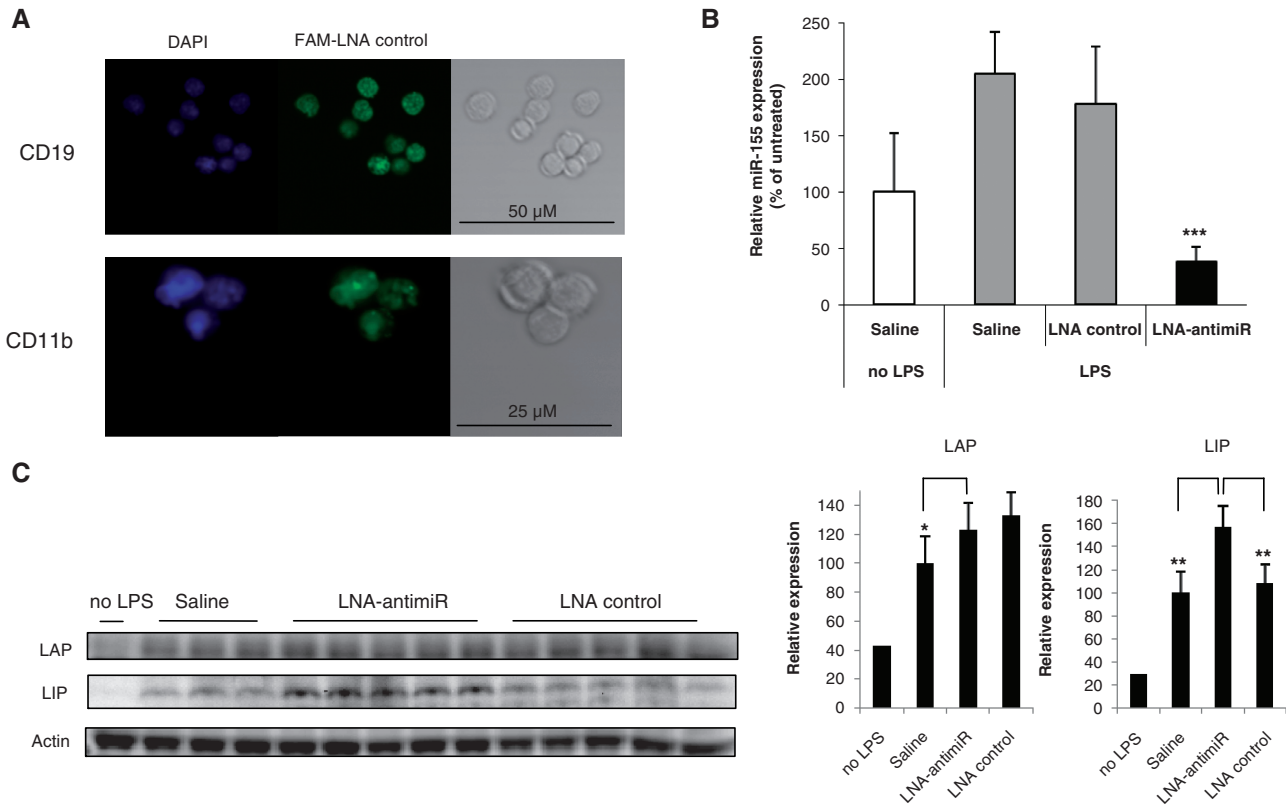 A
DAPI
FAM-LNA control
CD19
50 µM
CD11b
25 µM
B
Relative miR-155 expression
(% of untreated)
250
200
150
100
50
0
***
Saline
Saline
LNA control
LNA-antimiR
no LPS
LPS
C
no LPS
Saline
LNA-antimiR
LNA control
LAP
LIP
Actin
LAP
Relative expression
140
120
100
80
60
40
20
0
*
no LPS
Saline
LNA-antimiR
LNA control
LIP
Relative expression
180
160
140
120
100
80
60
40
20
0
**
**
no LPS
Saline
LNA-antimiR
LNA control